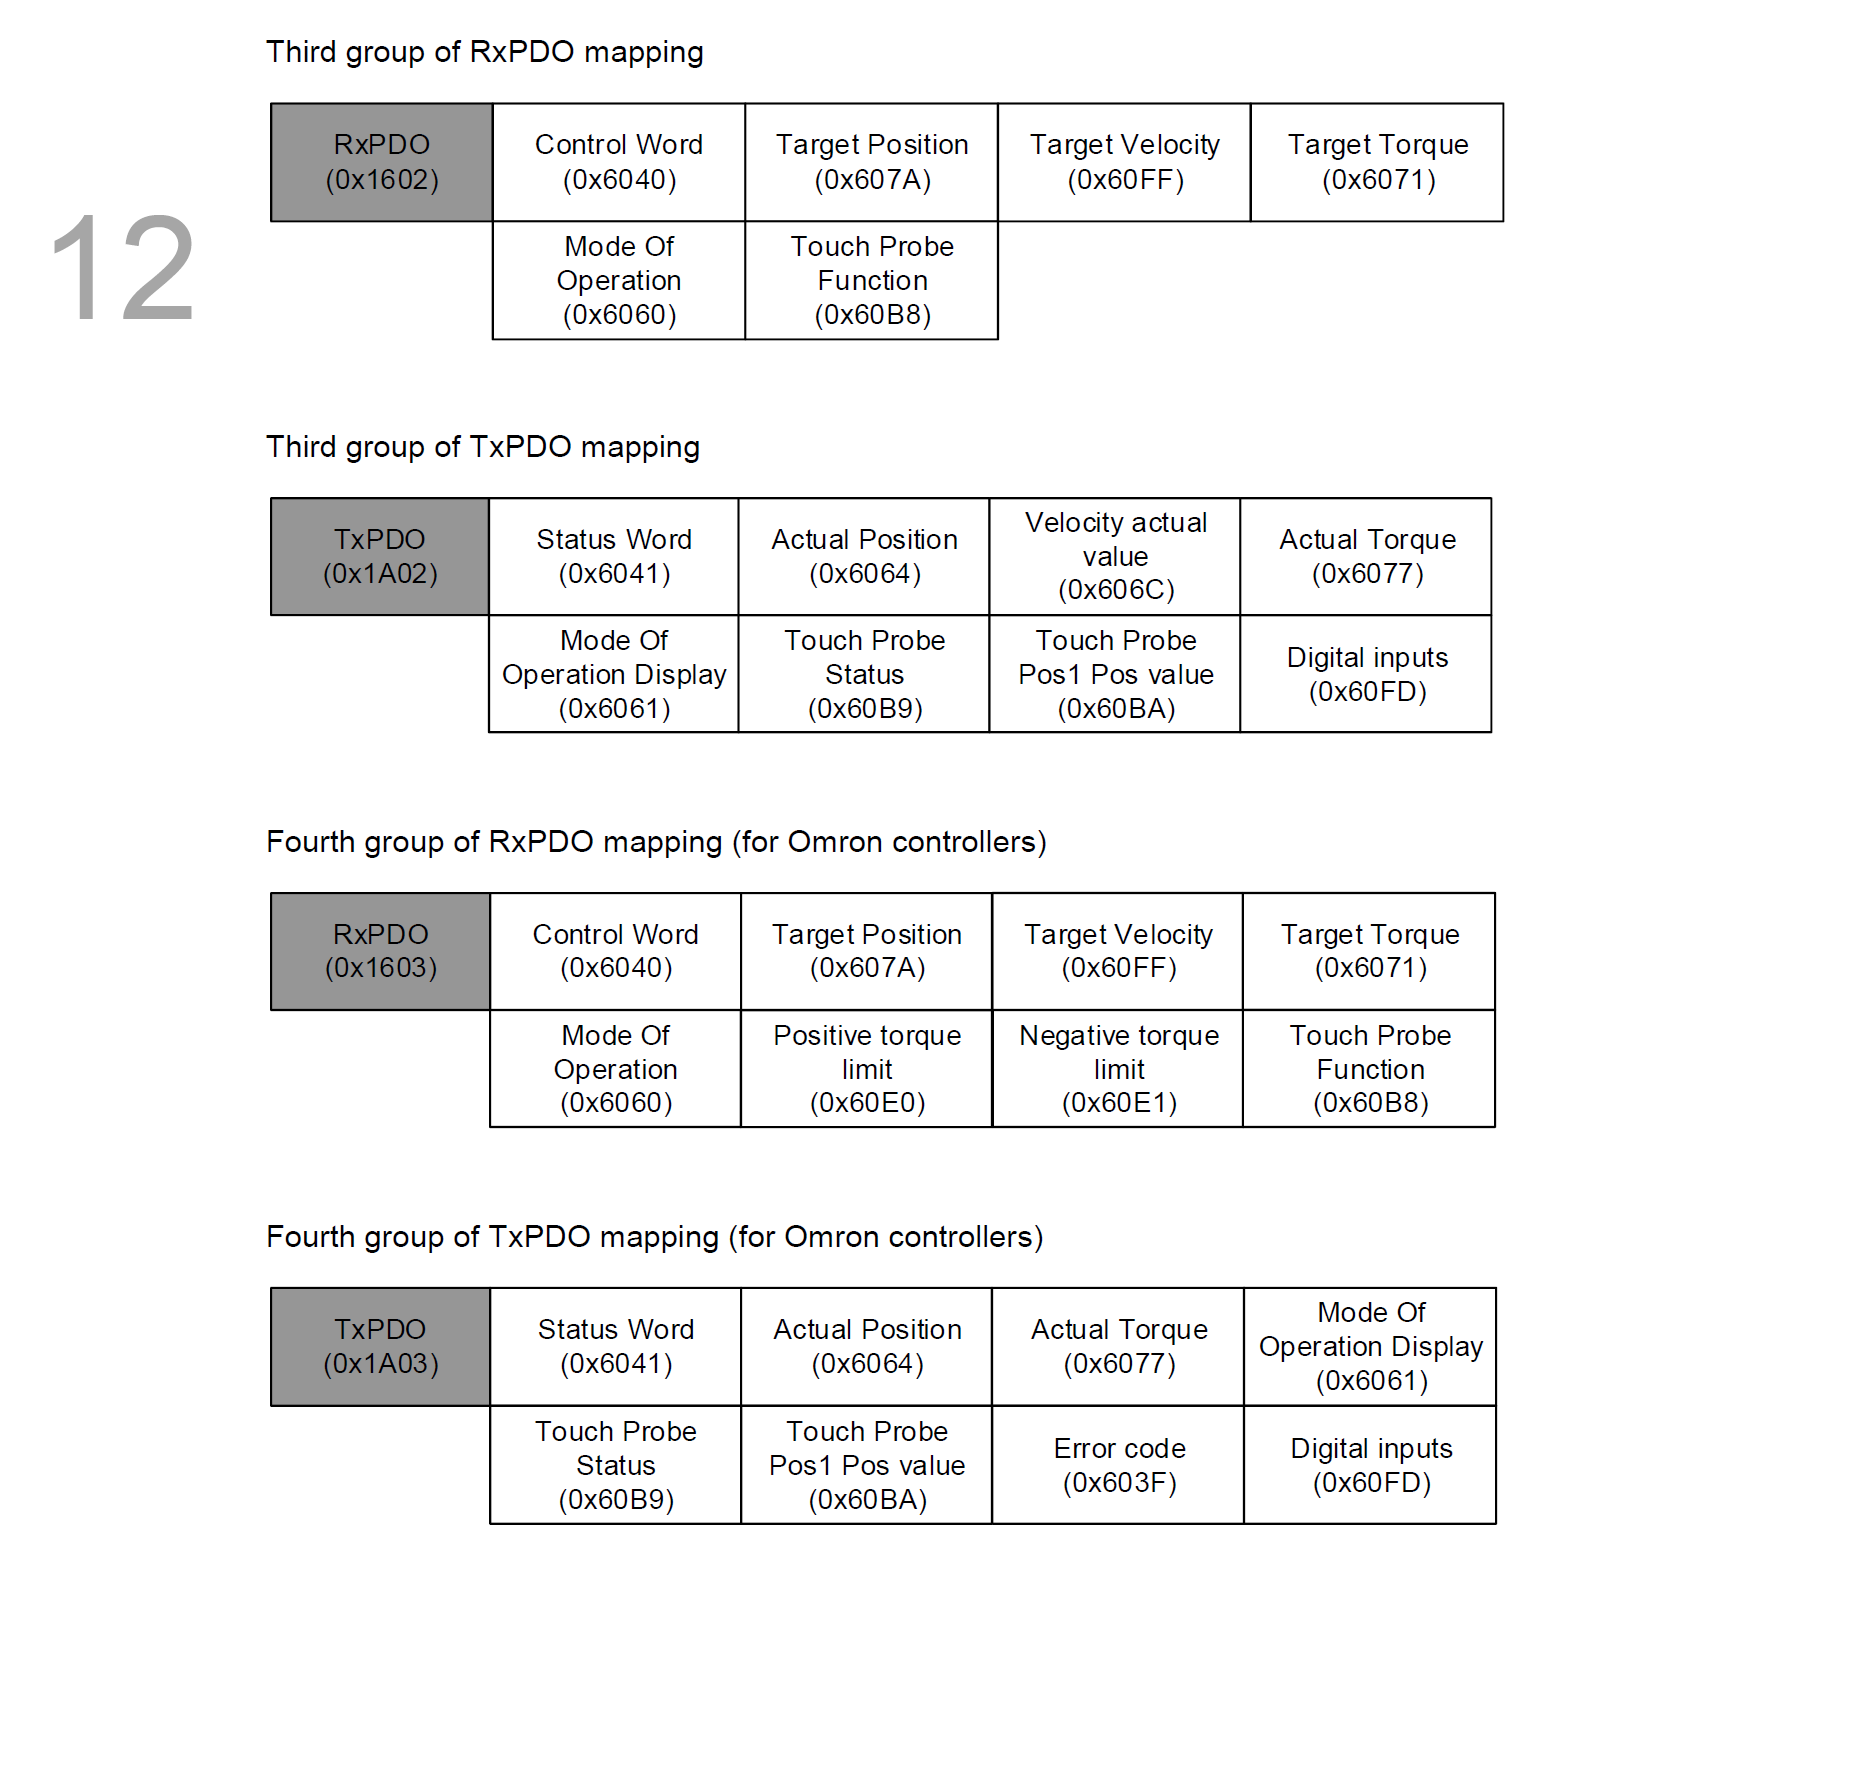 Third group of RxPDO mapping
RxPDO
(0x1602)
Control Word
(0x6040)
Target Position
(0x607A)
Target Velocity
(0x60FF)
Target Torque
(0x6071)
12
Mode Of
Operation
(0x6060)
Touch Probe
Function
(0x60B8)
Third group of TxPDO mapping
TxPDO
(0x1A02)
Status Word
(0x6041)
Actual Position
(0x6064)
Velocity actual
value
(0x606C)
Actual Torque
(0x6077)
Mode Of
Operation Display
(0x6061)
Touch Probe
Status
(0x60B9)
Touch Probe
Pos1 Pos value
(0x60BA)
Digital inputs
(0x60FD)
Fourth group of RxPDO mapping (for Omron controllers)
RxPDO
(0x1603)
Control Word
(0x6040)
Target Position
(0x607A)
Target Velocity
(0x60FF)
Target Torque
(0x6071)
Mode Of
Operation
(0x6060)
Positive torque
limit
(0x60E0)
Negative torque
limit
(0x60E1)
Touch Probe
Function
(0x60B8)
Fourth group of TxPDO mapping (for Omron controllers)
TxPDO
(0x1A03)
Status Word
(0x6041)
Actual Position
(0x6064)
Actual Torque
(0x6077)
Mode Of
Operation Display
(0x6061)
Touch Probe
Status
(0x60B9)
Touch Probe
Pos1 Pos value
(0x60BA)
Error code
(0x603F)
Digital inputs
(0x60FD)